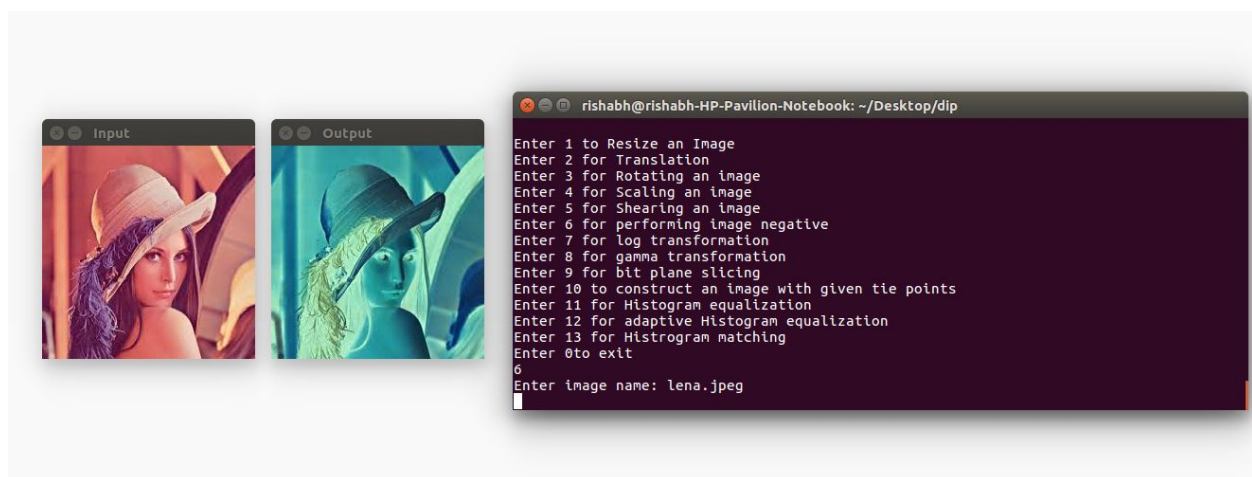 Input
Output
rishabh@rishabh-HP-Pavilion-Notebook: ~/Desktop/dip
Enter 1 to Resize an Image
Enter 2 for Translation
Enter 3 for Rotating an image
Enter 4 for Scaling an image
Enter 5 for Shearing an image
Enter 6 for performing image negative
Enter 7 for log transformation
Enter 8 for gamma transformation
Enter 9 for bit plane slicing
Enter 10 to construct an image with given tie points
Enter 11 for Histogram equalization
Enter 12 for adaptive Histogram equalization
Enter 13 for Histrogram matching
Enter 0to exit
6
Enter image name: lena.jpeg